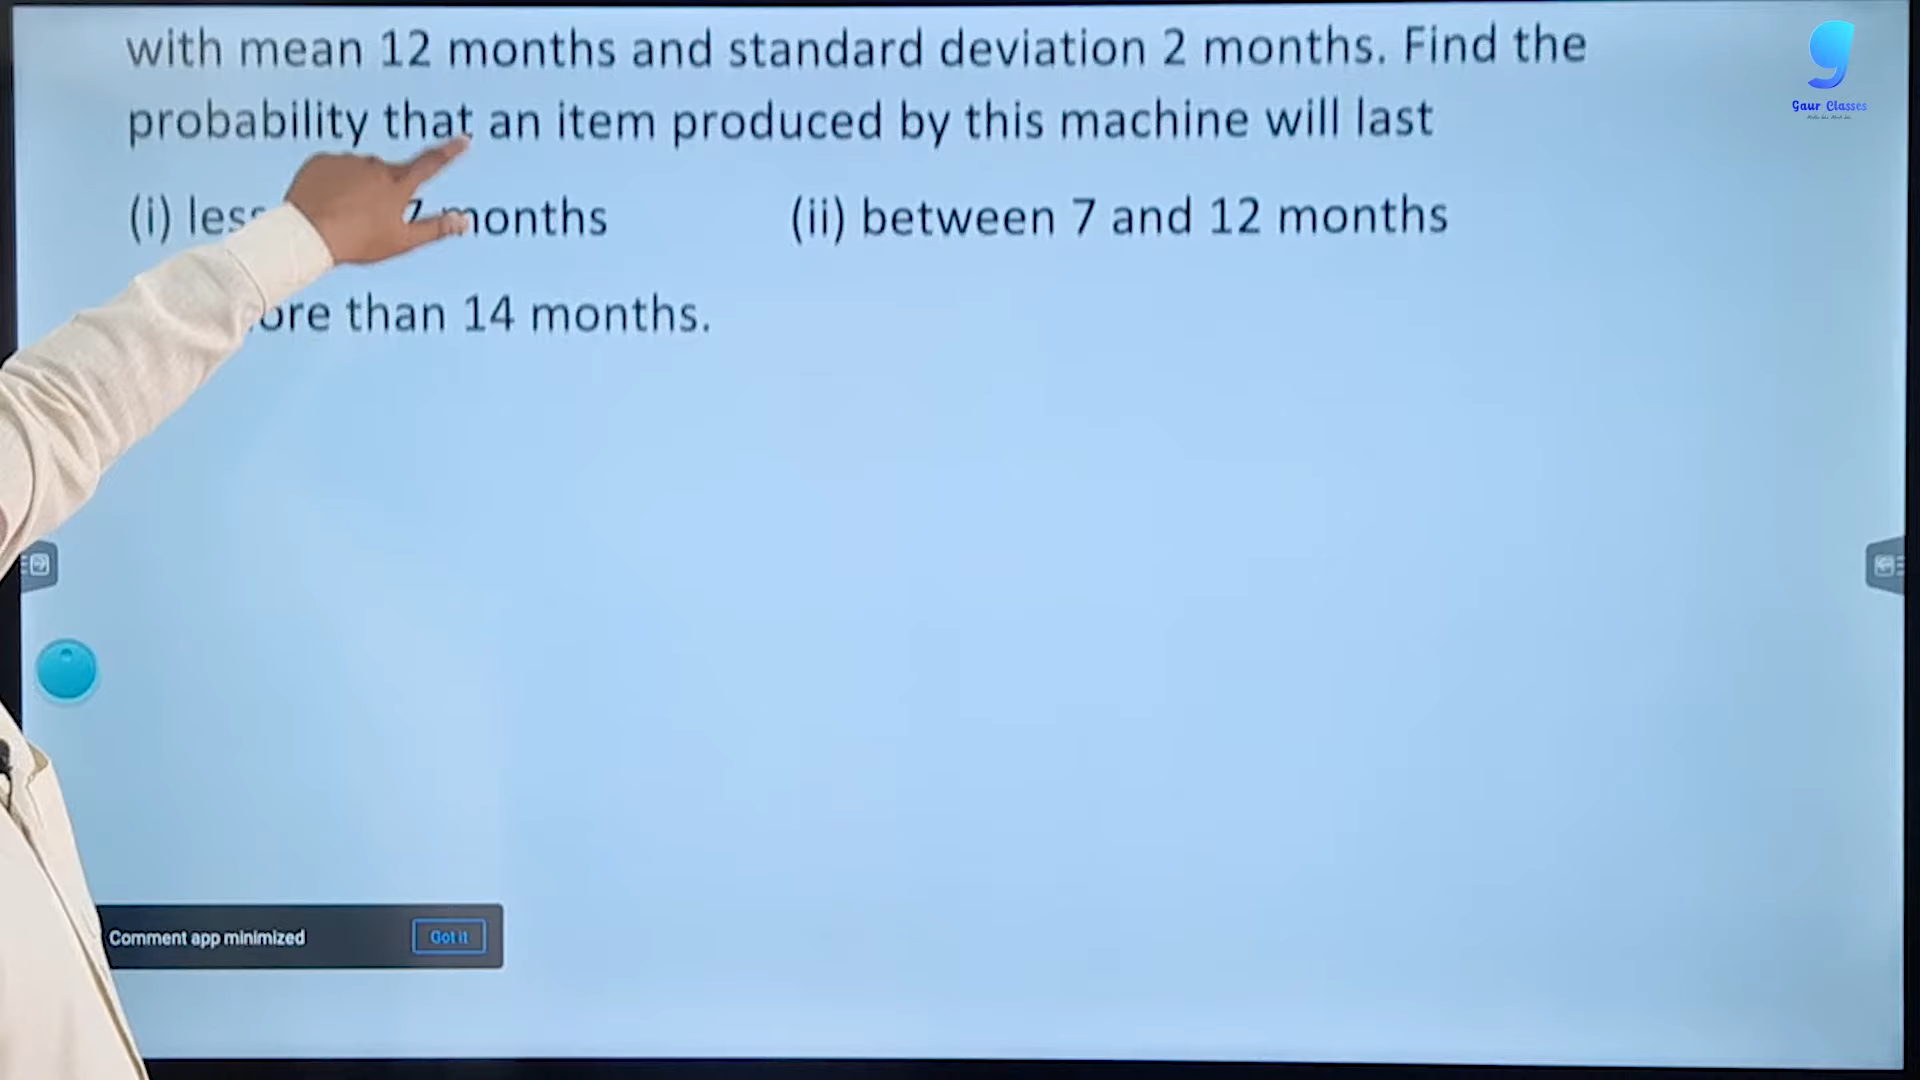 with mean 12 months and standard deviation 2 months. Find the
probability that an item produced by this machine will last
(i) less 7 months (ii) between 7 and 12 months
ore than 14 months.
Gaur Classes
Comment app minimized
Got it